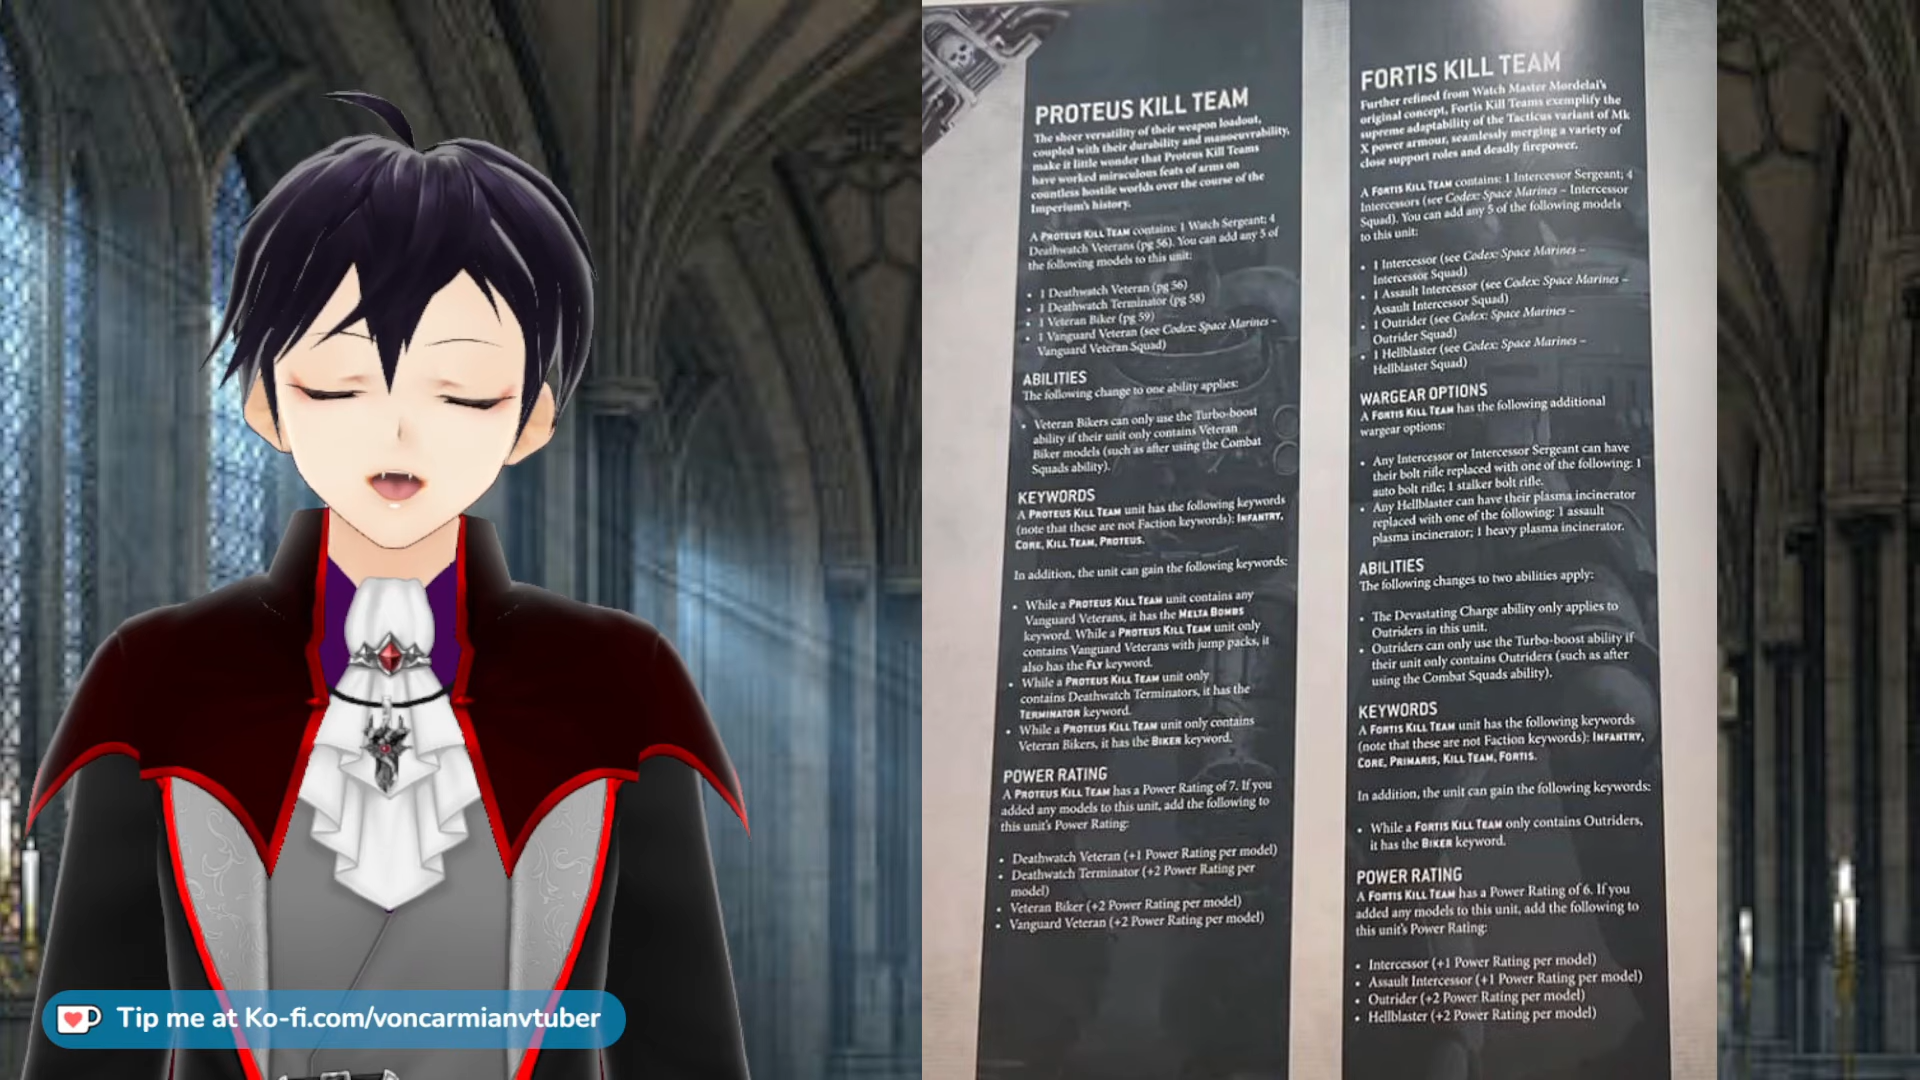 PROTEUS KILL TEAM
The sheer versatility of their weapon loadout,
coupled with their durability and manoeuvrability,
make it little wonder that Proteus Kill Teams
have worked miraculous feats of arms on
countless hostile worlds over the course of the
Imperium's history.
A PROTEUS KILL TEAM contains: 1 Watch Sergeant; 4
Deathwatch Veterans (pg 56). You can add any 5 of
the following models to this unit:
• 1 Deathwatch Veteran (pg 56)
• 1 Deathwatch Terminator (pg 58)
• 1 Veteran Biker (pg 59)
• 1 Vanguard Veteran (see Codex: Space Marines –
Vanguard Veteran Squad)
ABILITIES
The following change to one ability applies:
• Veteran Bikers can only use the Turbo-boost
ability if their unit only contains Veteran
Biker models (such as after using the Combat
Squads ability).
KEYWORDS
A PROTEUS KILL TEAM unit has the following keywords
(note that these are not Faction keywords): INFANTRY,
CORE, KILL TEAM, PROTEUS.
In addition, the unit can gain the following keywords:
• While a PROTEUS KILL TEAM unit contains any
Vanguard Veterans, it has the MELTA BOMBS
keyword. While a PROTEUS KILL TEAM unit only
contains Vanguard Veterans with jump packs, it
also has the FLY keyword.
• While a PROTEUS KILL TEAM unit only
contains Deathwatch Terminators, it has the
TERMINATOR keyword.
• While a PROTEUS KILL TEAM unit only contains
Veteran Bikers, it has the BIKER keyword.
POWER RATING
A PROTEUS KILL TEAM has a Power Rating of 7. If you
added any models to this unit, add the following to
this unit's Power Rating:
• Deathwatch Veteran (+1 Power Rating per model)
• Deathwatch Terminator (+2 Power Rating per
model)
• Veteran Biker (+2 Power Rating per model)
• Vanguard Veteran (+2 Power Rating per model)
FORTIS KILL TEAM
Further refined from Watch Master Mordelai's
original concept, Fortis Kill Teams exemplify the
supreme adaptability of the Tacticus variant of Mk
X power armour, seamlessly merging a variety of
close support roles and deadly firepower.
A FORTIS KILL TEAM contains: 1 Intercessor Sergeant; 4
Intercessors (see Codex: Space Marines – Intercessor
Squad). You can add any 5 of the following models
to this unit:
• 1 Intercessor (see Codex: Space Marines –
Intercessor Squad)
• 1 Assault Intercessor (see Codex: Space Marines –
Assault Intercessor Squad)
• 1 Outrider (see Codex: Space Marines –
Outrider Squad)
• 1 Hellblaster (see Codex: Space Marines –
Hellblaster Squad)
WARGEAR OPTIONS
A FORTIS KILL TEAM has the following additional
wargear options:
• Any Intercessor or Intercessor Sergeant can have
their bolt rifle replaced with one of the following: 1
auto bolt rifle; 1 stalker bolt rifle.
• Any Hellblaster can have their plasma incinerator
replaced with one of the following: 1 assault
plasma incinerator; 1 heavy plasma incinerator.
ABILITIES
The following changes to two abilities apply:
• The Devastating Charge ability only applies to
Outriders in this unit.
• Outriders can only use the Turbo-boost ability if
their unit only contains Outriders (such as after
using the Combat Squads ability).
KEYWORDS
A FORTIS KILL TEAM unit has the following keywords
(note that these are not Faction keywords): INFANTRY,
CORE, PRIMARIS, KILL TEAM, FORTIS.
In addition, the unit can gain the following keywords:
• While a FORTIS KILL TEAM only contains Outriders,
it has the BIKER keyword.
POWER RATING
A FORTIS KILL TEAM has a Power Rating of 6. If you
added any models to this unit, add the following to
this unit's Power Rating:
• Intercessor (+1 Power Rating per model)
• Assault Intercessor (+1 Power Rating per model)
• Outrider (+2 Power Rating per model)
• Hellblaster (+2 Power Rating per model)
Tip me at Ko-fi.com/voncarmianvtuber